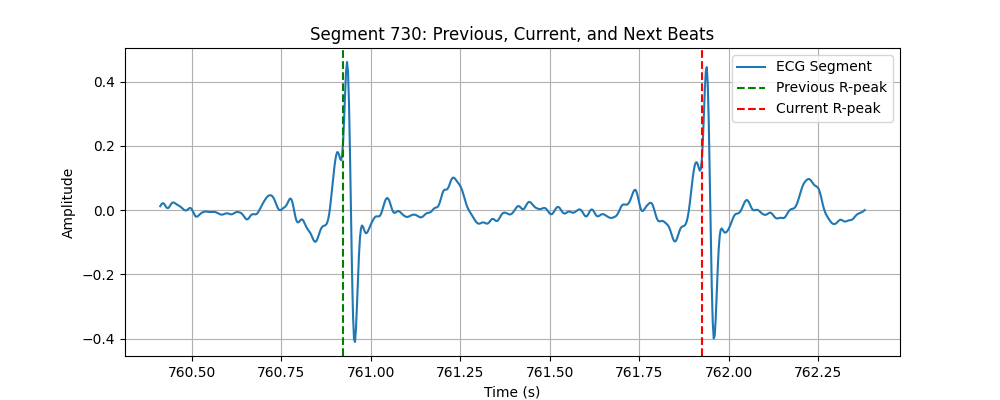 Segment 730: Previous, Current, and Next Beats
ECG Segment
Previous R-peak
Current R-peak
Amplitude
0.4
0.2
0.0
−0.2
−0.4
760.50 760.75 761.00 761.25 761.50 761.75 762.00 762.25
Time (s)